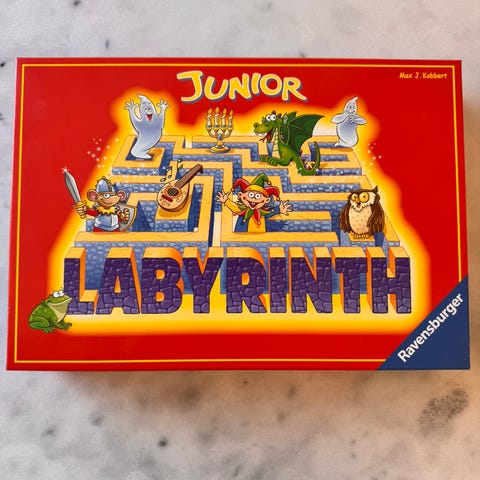 JUNIOR
Max J. Kobbert
LABYRINTH
Ravensburger